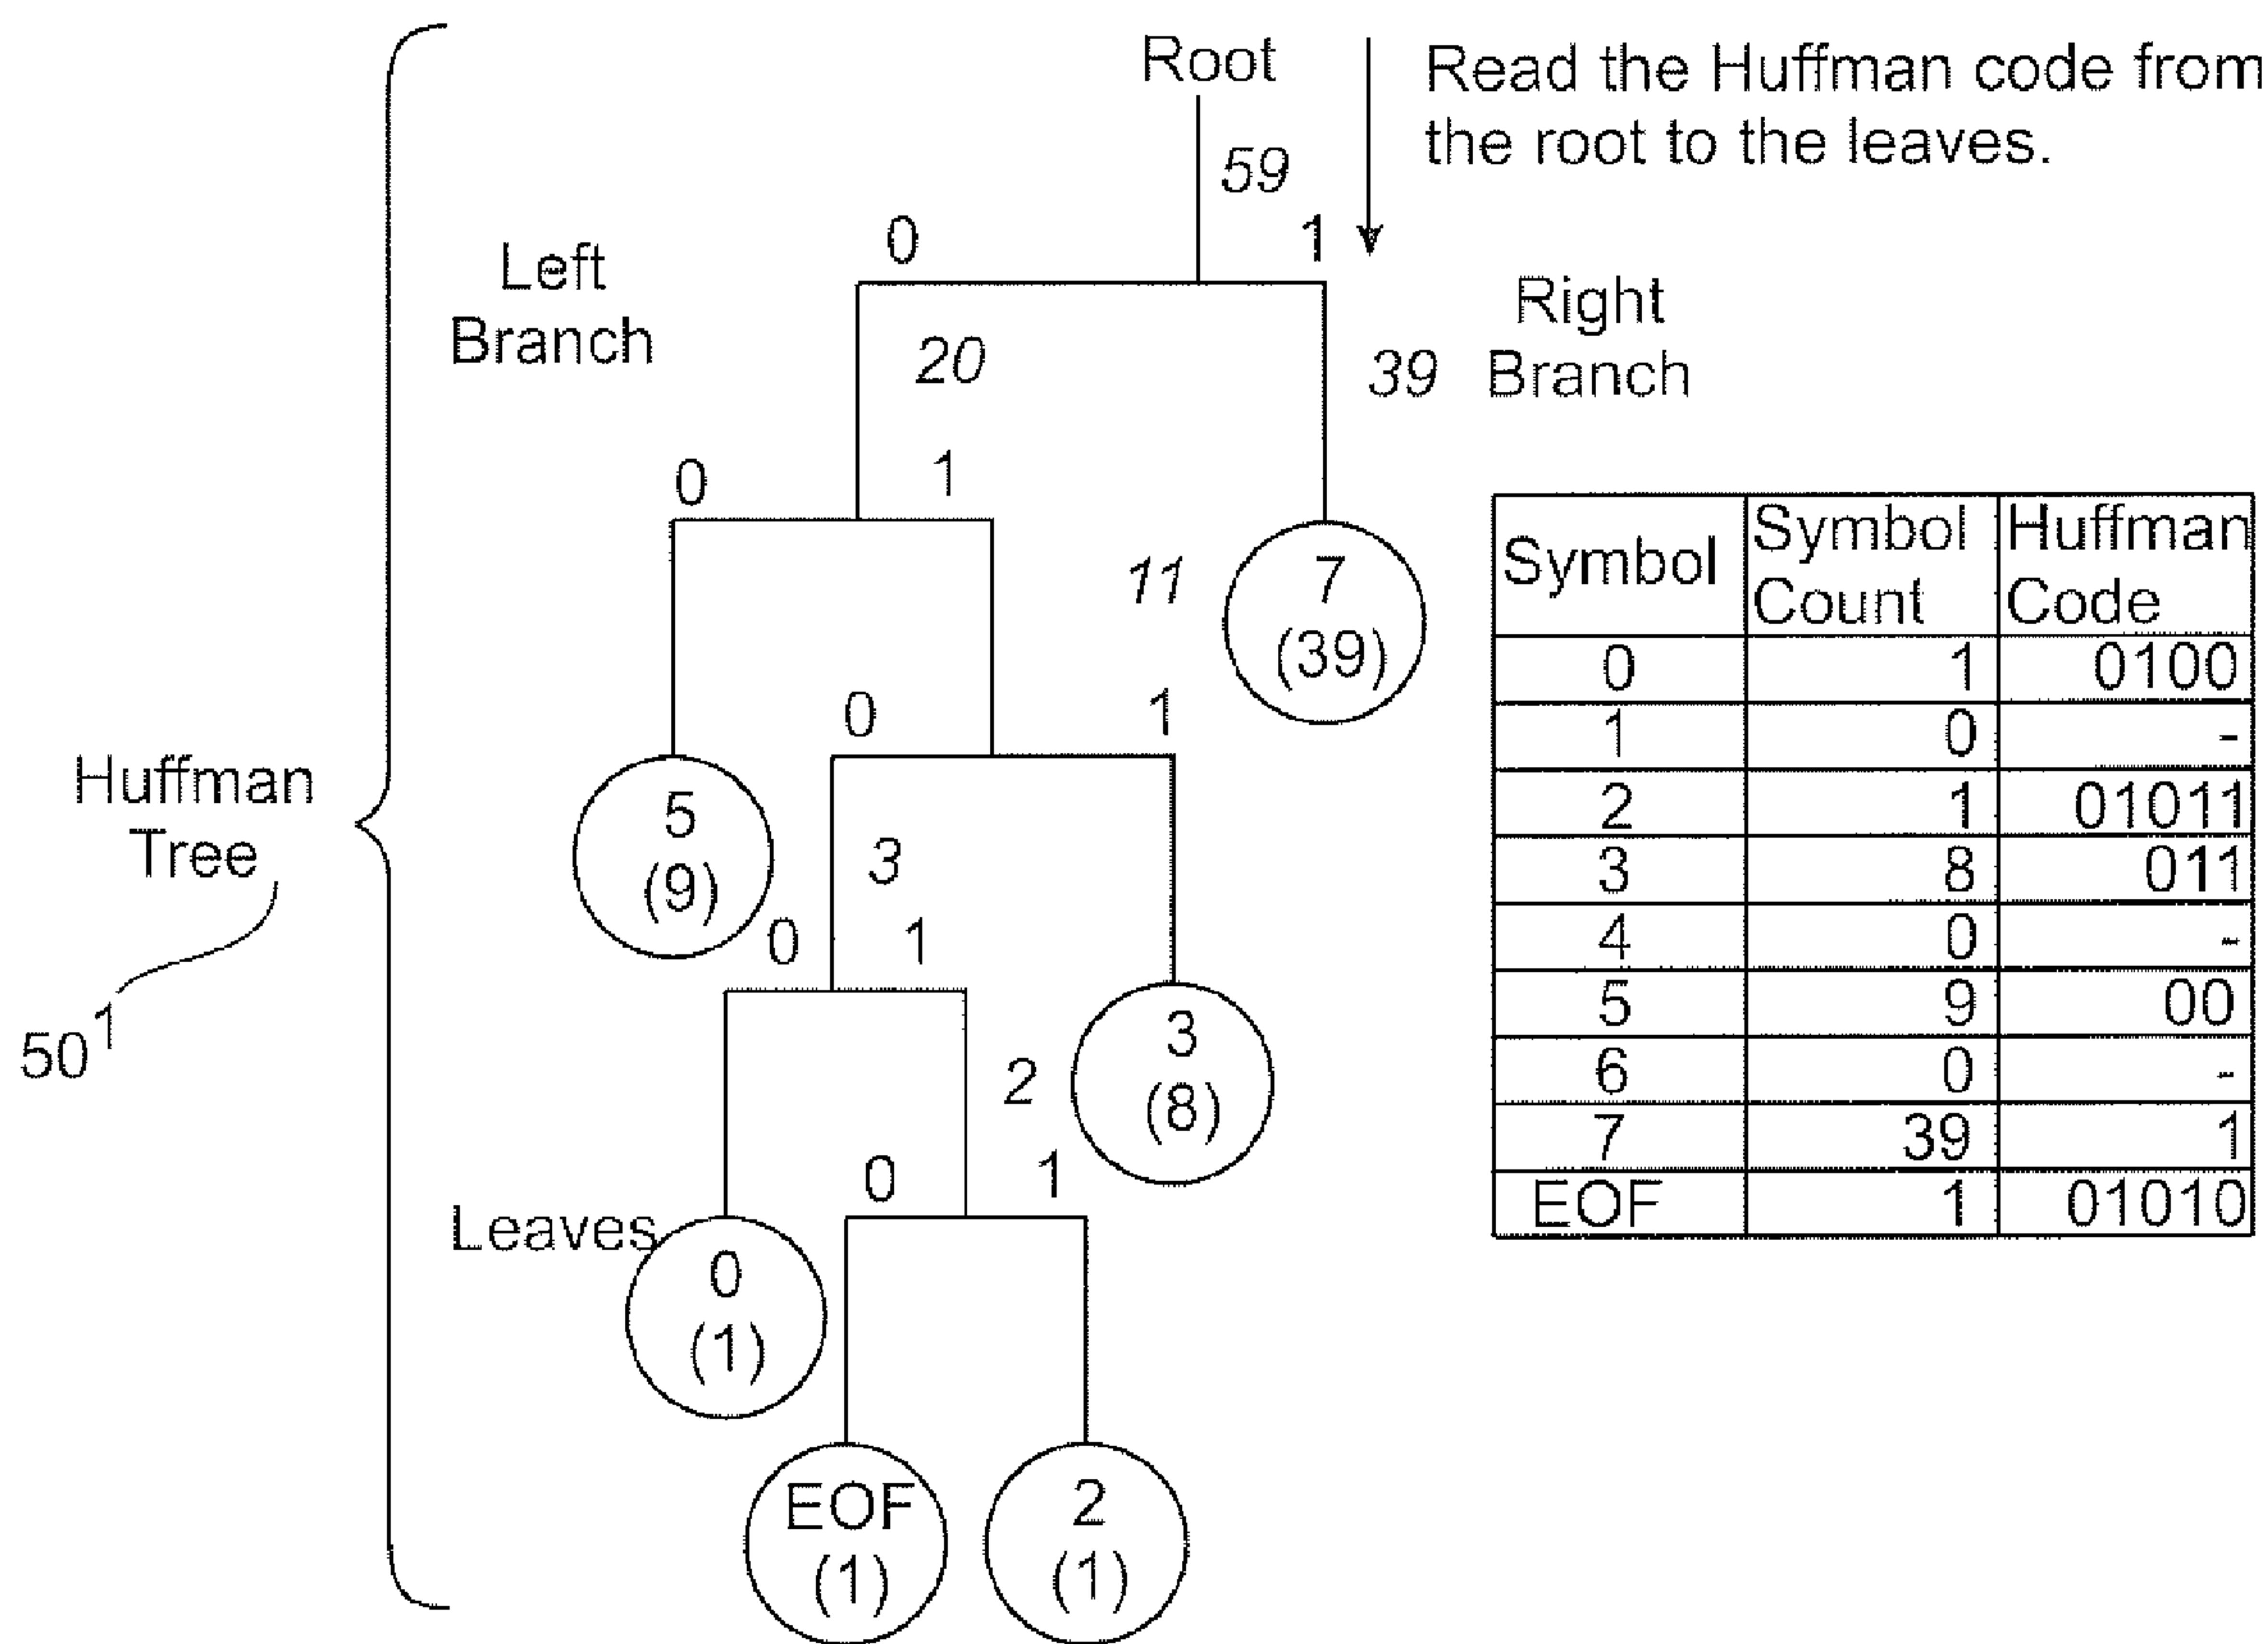 Root
Read the Huffman code from
the root to the leaves.
59
0
1
Left
Branch
Right
Branch
20
39
0
1
11
7
(39)
0
1
Huffman
Tree
50¹
5
(9)
3
0
1
3
(8)
2
0
1
Leaves
0
(1)
EOF
(1)
2
(1)
Symbol Symbol Count Huffman Code
0 1 0100
1 0 -
2 1 01011
3 8 011
4 0 -
5 9 00
6 0 -
7 39 1
EOF 1 01010